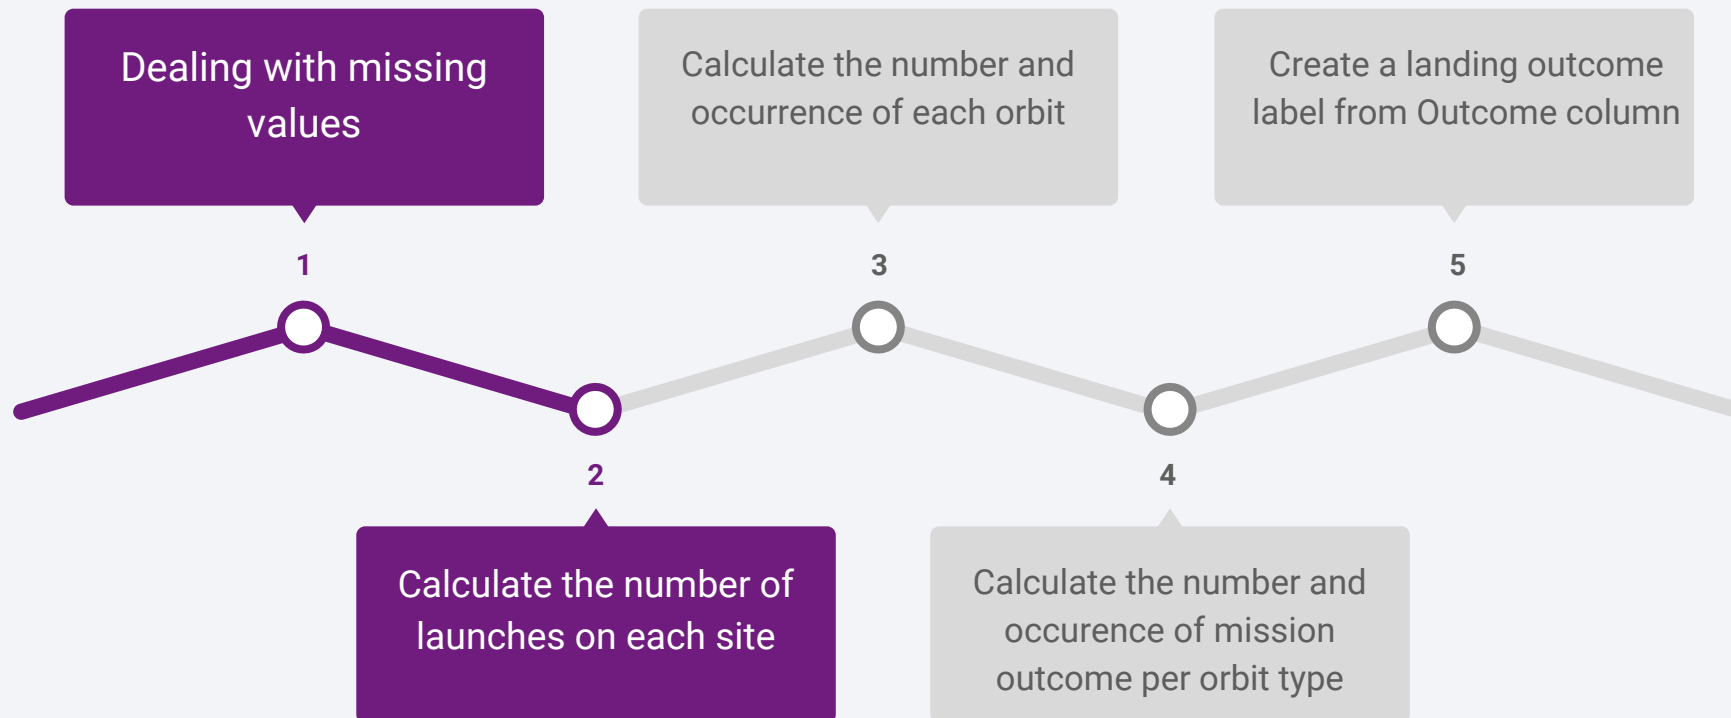 Dealing with missing
values
1
Calculate the number of
launches on each site
2
Calculate the number and
occurrence of each orbit
3
Calculate the number and
occurence of mission
outcome per orbit type
4
Create a landing outcome
label from Outcome column
5